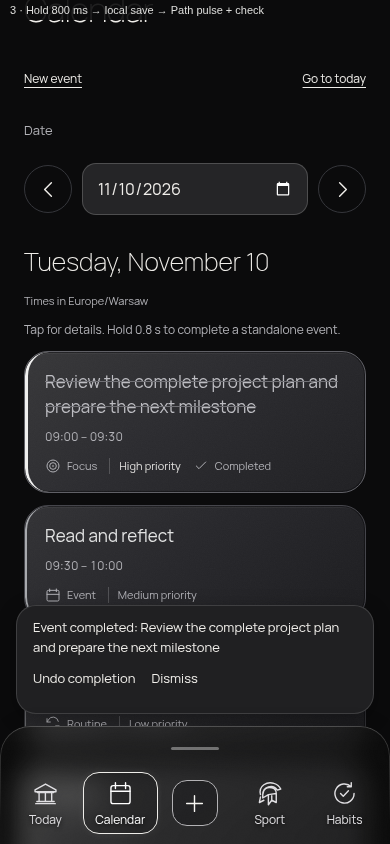 Calendar
3 · Hold 800 ms → local save → Path pulse + check
New event
Go to today
Date
11/10/2026
Tuesday, November 10
Times in Europe/Warsaw
Tap for details. Hold 0.8 s to complete a standalone event.
Review the complete project plan and
prepare the next milestone
09:00 – 09:30
Focus
High priority
Completed
Read and reflect
09:30 – 10:00
Event
Medium priority
Event completed: Review the complete project plan
and prepare the next milestone
Undo completion
Dismiss
Routine
Low priority
Today
Calendar
Sport
Habits